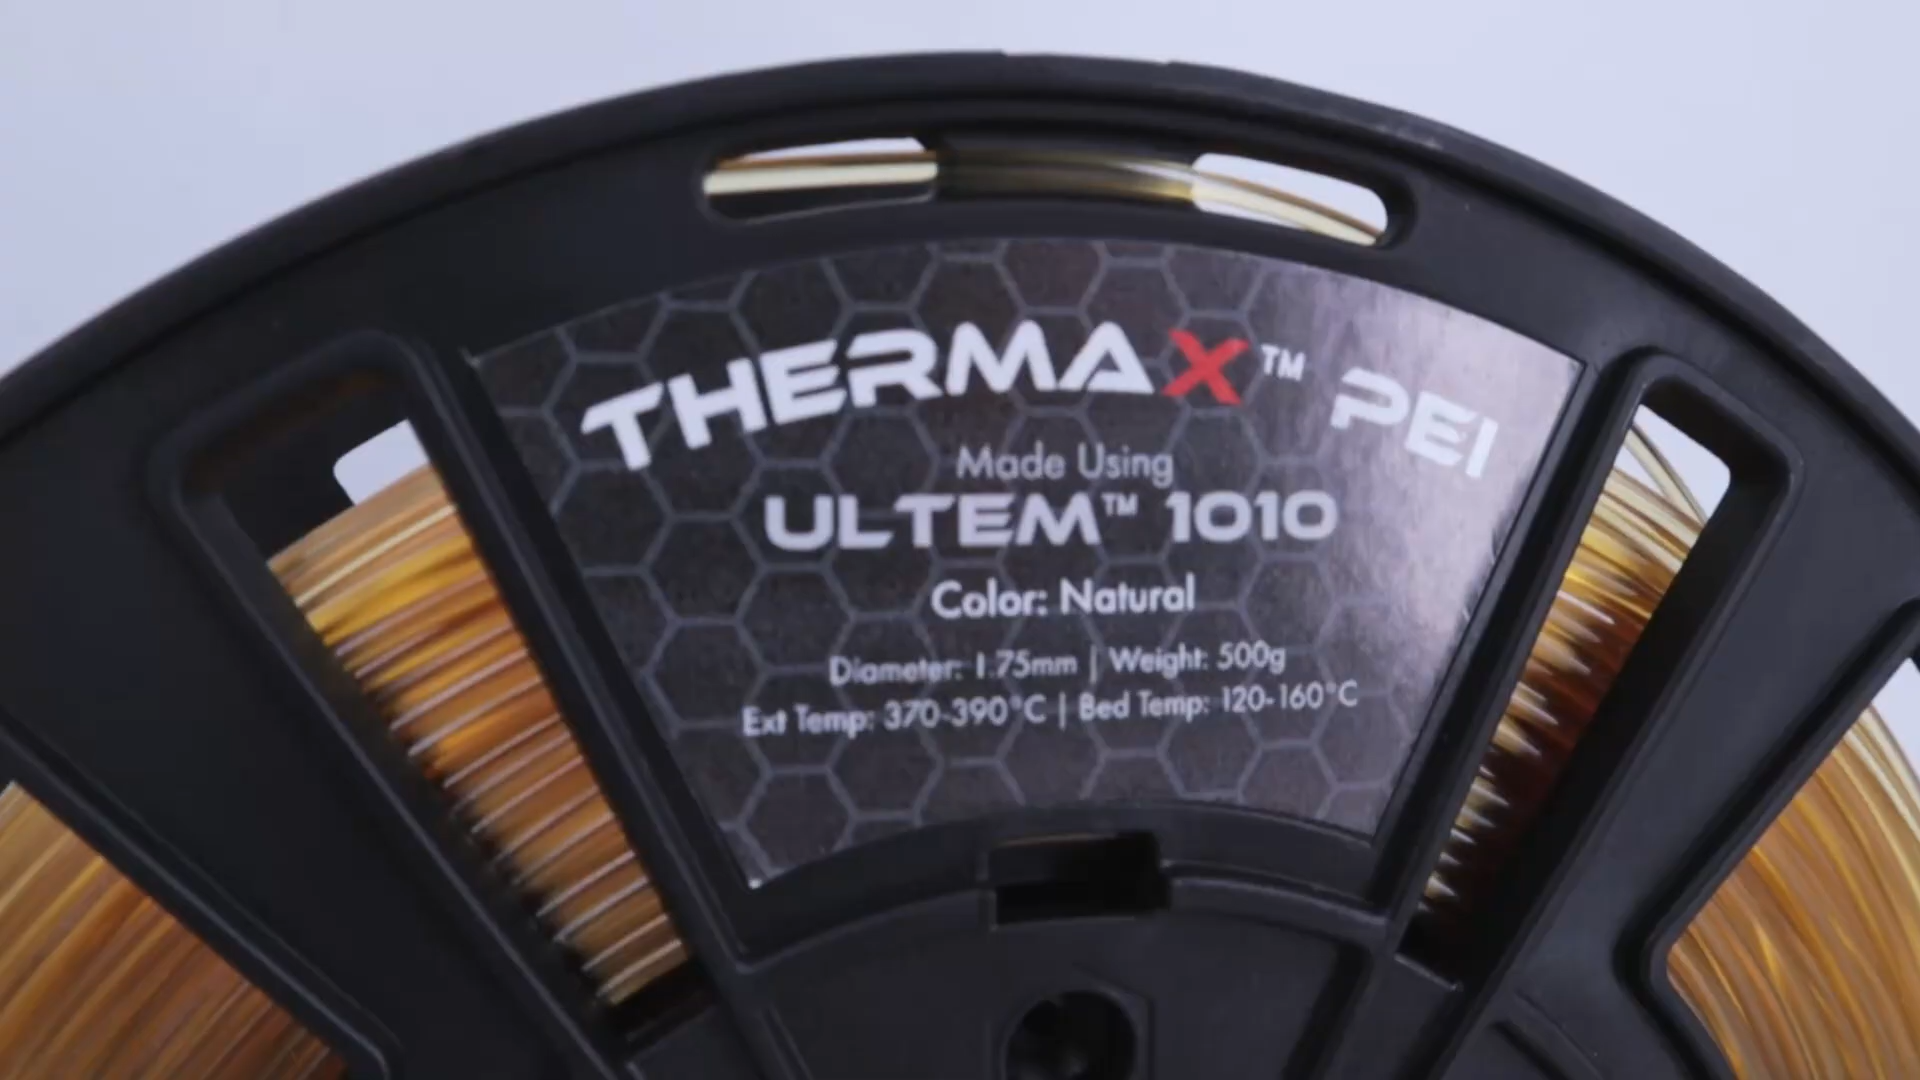 THERMAX™ PEI
Made Using
ULTEM™ 1010
Color: Natural
Diameter: 1.75mm | Weight: 500g
Ext Temp: 370-390°C | Bed Temp: 120-160°C